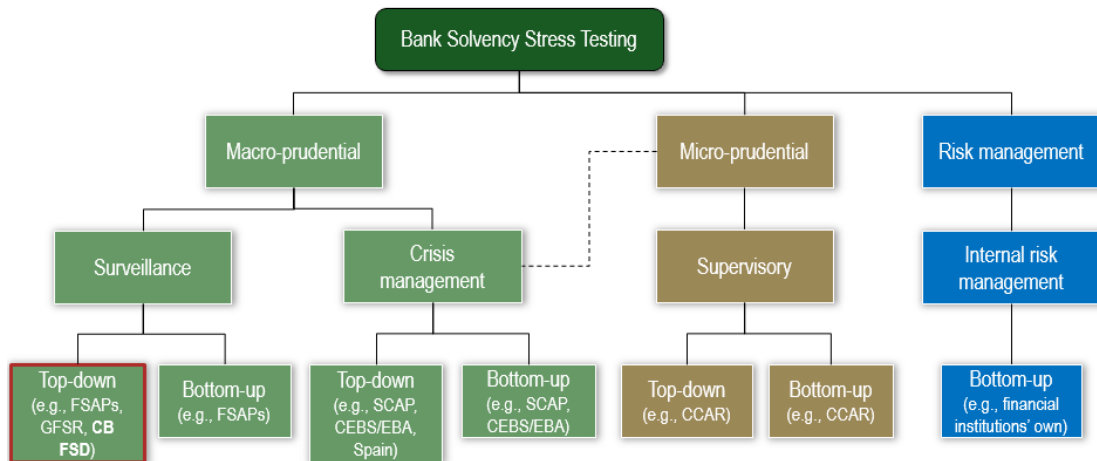 Bank Solvency Stress Testing
Macro-prudential
Micro-prudential
Risk management
Surveillance
Crisis
management
Supervisory
Internal risk
management
Top-down
(e.g., FSAPs,
GFSR, CB
FSD)
Bottom-up
(e.g., FSAPs)
Top-down
(e.g., SCAP,
CEBS/EBA,
Spain)
Bottom-up
(e.g., SCAP,
CEBS/EBA)
Top-down
(e.g., CCAR)
Bottom-up
(e.g., CCAR)
Bottom-up
(e.g., financial
institutions' own)